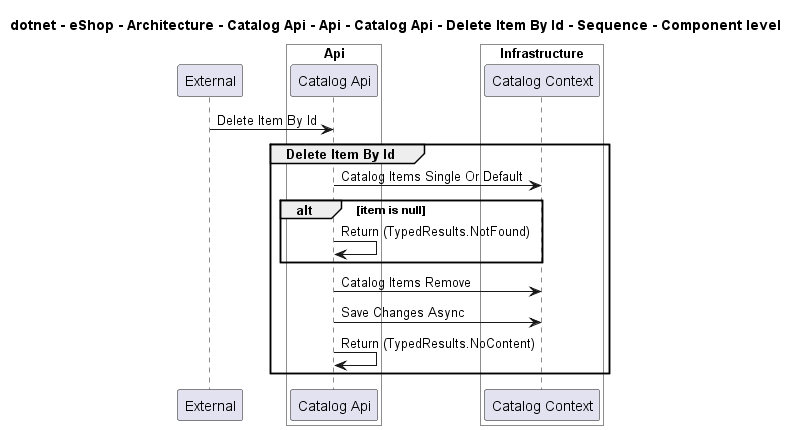 dotnet - eShop - Architecture - Catalog Api - Api - Catalog Api - Delete Item By Id - Sequence - Component level
Api
Infrastructure
External
Catalog Api
Catalog Context
Delete Item By Id
Delete Item By Id
Catalog Items Single Or Default
alt
[item is null]
Return (TypedResults.NotFound)
Catalog Items Remove
Save Changes Async
Return (TypedResults.NoContent)
External
Catalog Api
Catalog Context